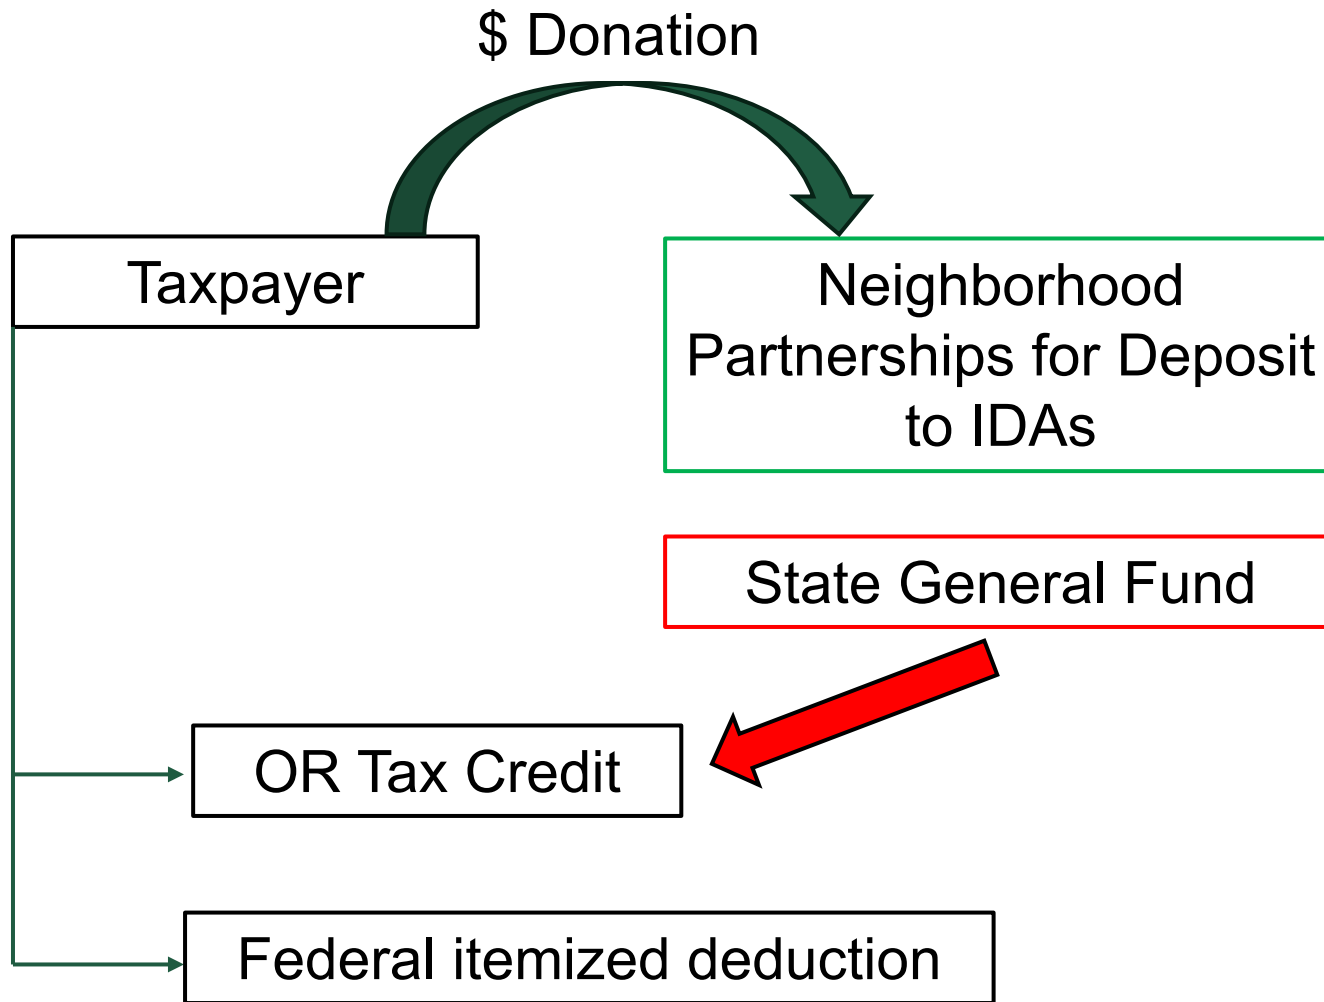 $ Donation
Taxpayer
Neighborhood
Partnerships for Deposit
to IDAs
State General Fund
OR Tax Credit
Federal itemized deduction